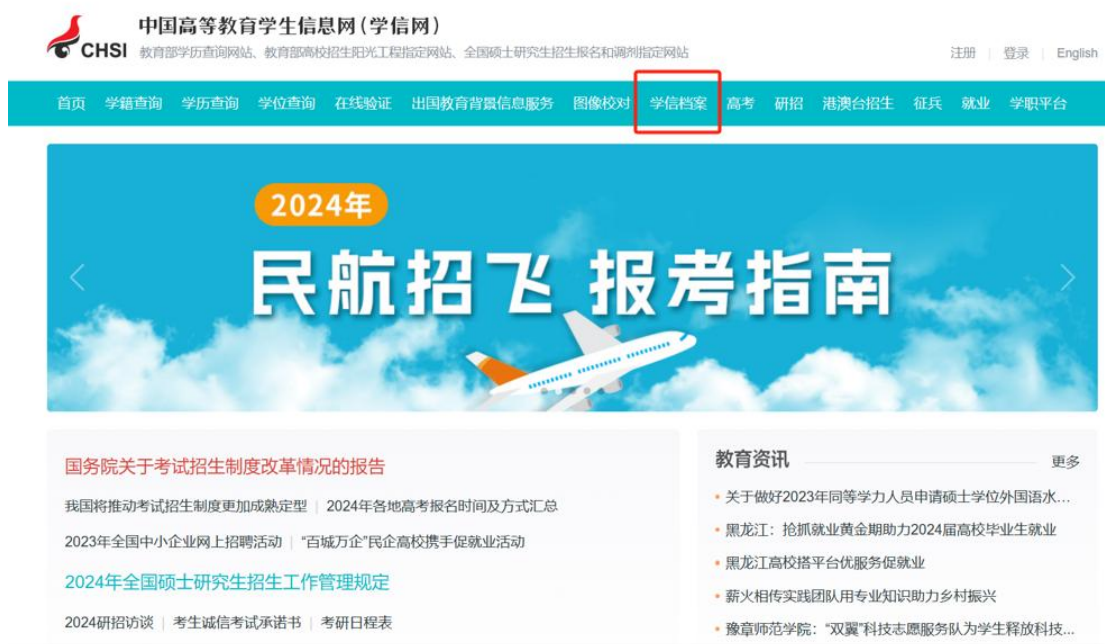 中国高等教育学生信息网(学信网)
CHSI 教育部学历查询网站、教育部高校招生阳光工程指定网站、全国硕士研究生招生报名和调剂指定网站
注册 | 登录 | English
首页 学籍查询 学历查询 学位查询 在线验证 出国教育背景信息服务 图像校对 学信档案 高考 研招 港澳台招生 征兵 就业 学职平台
2024年
民航招飞 报考指南
国务院关于考试招生制度改革情况的报告
我国将推动考试招生制度更加成熟定型 | 2024年各地高考报名时间及方式汇总
2023年全国中小企业网上招聘活动 | “百城万企”民企高校携手促就业活动
2024年全国硕士研究生招生工作管理规定
2024研招访谈 | 考生诚信考试承诺书 | 考研日程表
教育资讯 更多
关于做好2023年同等学力人员申请硕士学位外国语水...
黑龙江：抢抓就业黄金期助力2024届高校毕业生就业
黑龙江高校搭平台优服务促就业
薪火相传实践团队用专业知识助力乡村振兴
豫章师范学院：“双翼”科技志愿服务队为学生释放科技...